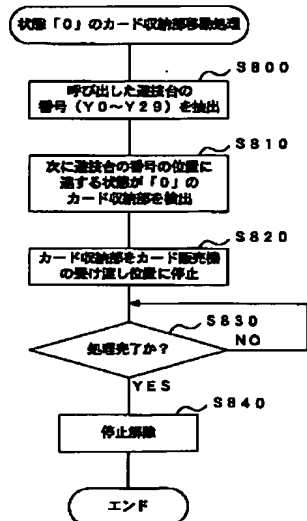 状態「０」のカード収納部移動処理
S800
呼び出した遊技台の
番号（Y0〜Y29）を抽出
S810
次に遊技台の番号の位置に
達する状態が「０」の
カード収納部を抽出
S820
カード収納部をカード販売機
の受け渡し位置に停止
S830
処理完了か？
NO
YES
S840
停止解除
エンド